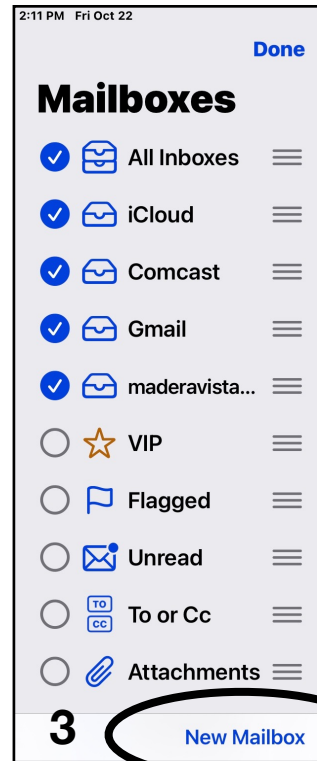 2:11 PM Fri Oct 22
Done
Mailboxes
All Inboxes
iCloud
Comcast
Gmail
maderavista...
VIP
Flagged
Unread
TO
CC
To or Cc
Attachments
3
New Mailbox